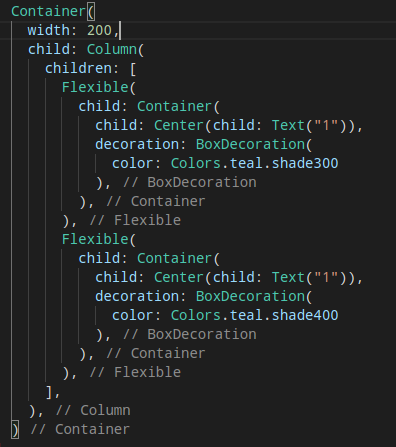 Container(
  width: 200,
  child: Column(
    children: [
      Flexible(
        child: Container(
          child: Center(child: Text("1")),
          decoration: BoxDecoration(
            color: Colors.teal.shade300
          ), // BoxDecoration
        ), // Container
      ), // Flexible
      Flexible(
        child: Container(
          child: Center(child: Text("1")),
          decoration: BoxDecoration(
            color: Colors.teal.shade400
          ), // BoxDecoration
        ), // Container
      ), // Flexible
    ],
  ), // Column
) // Container